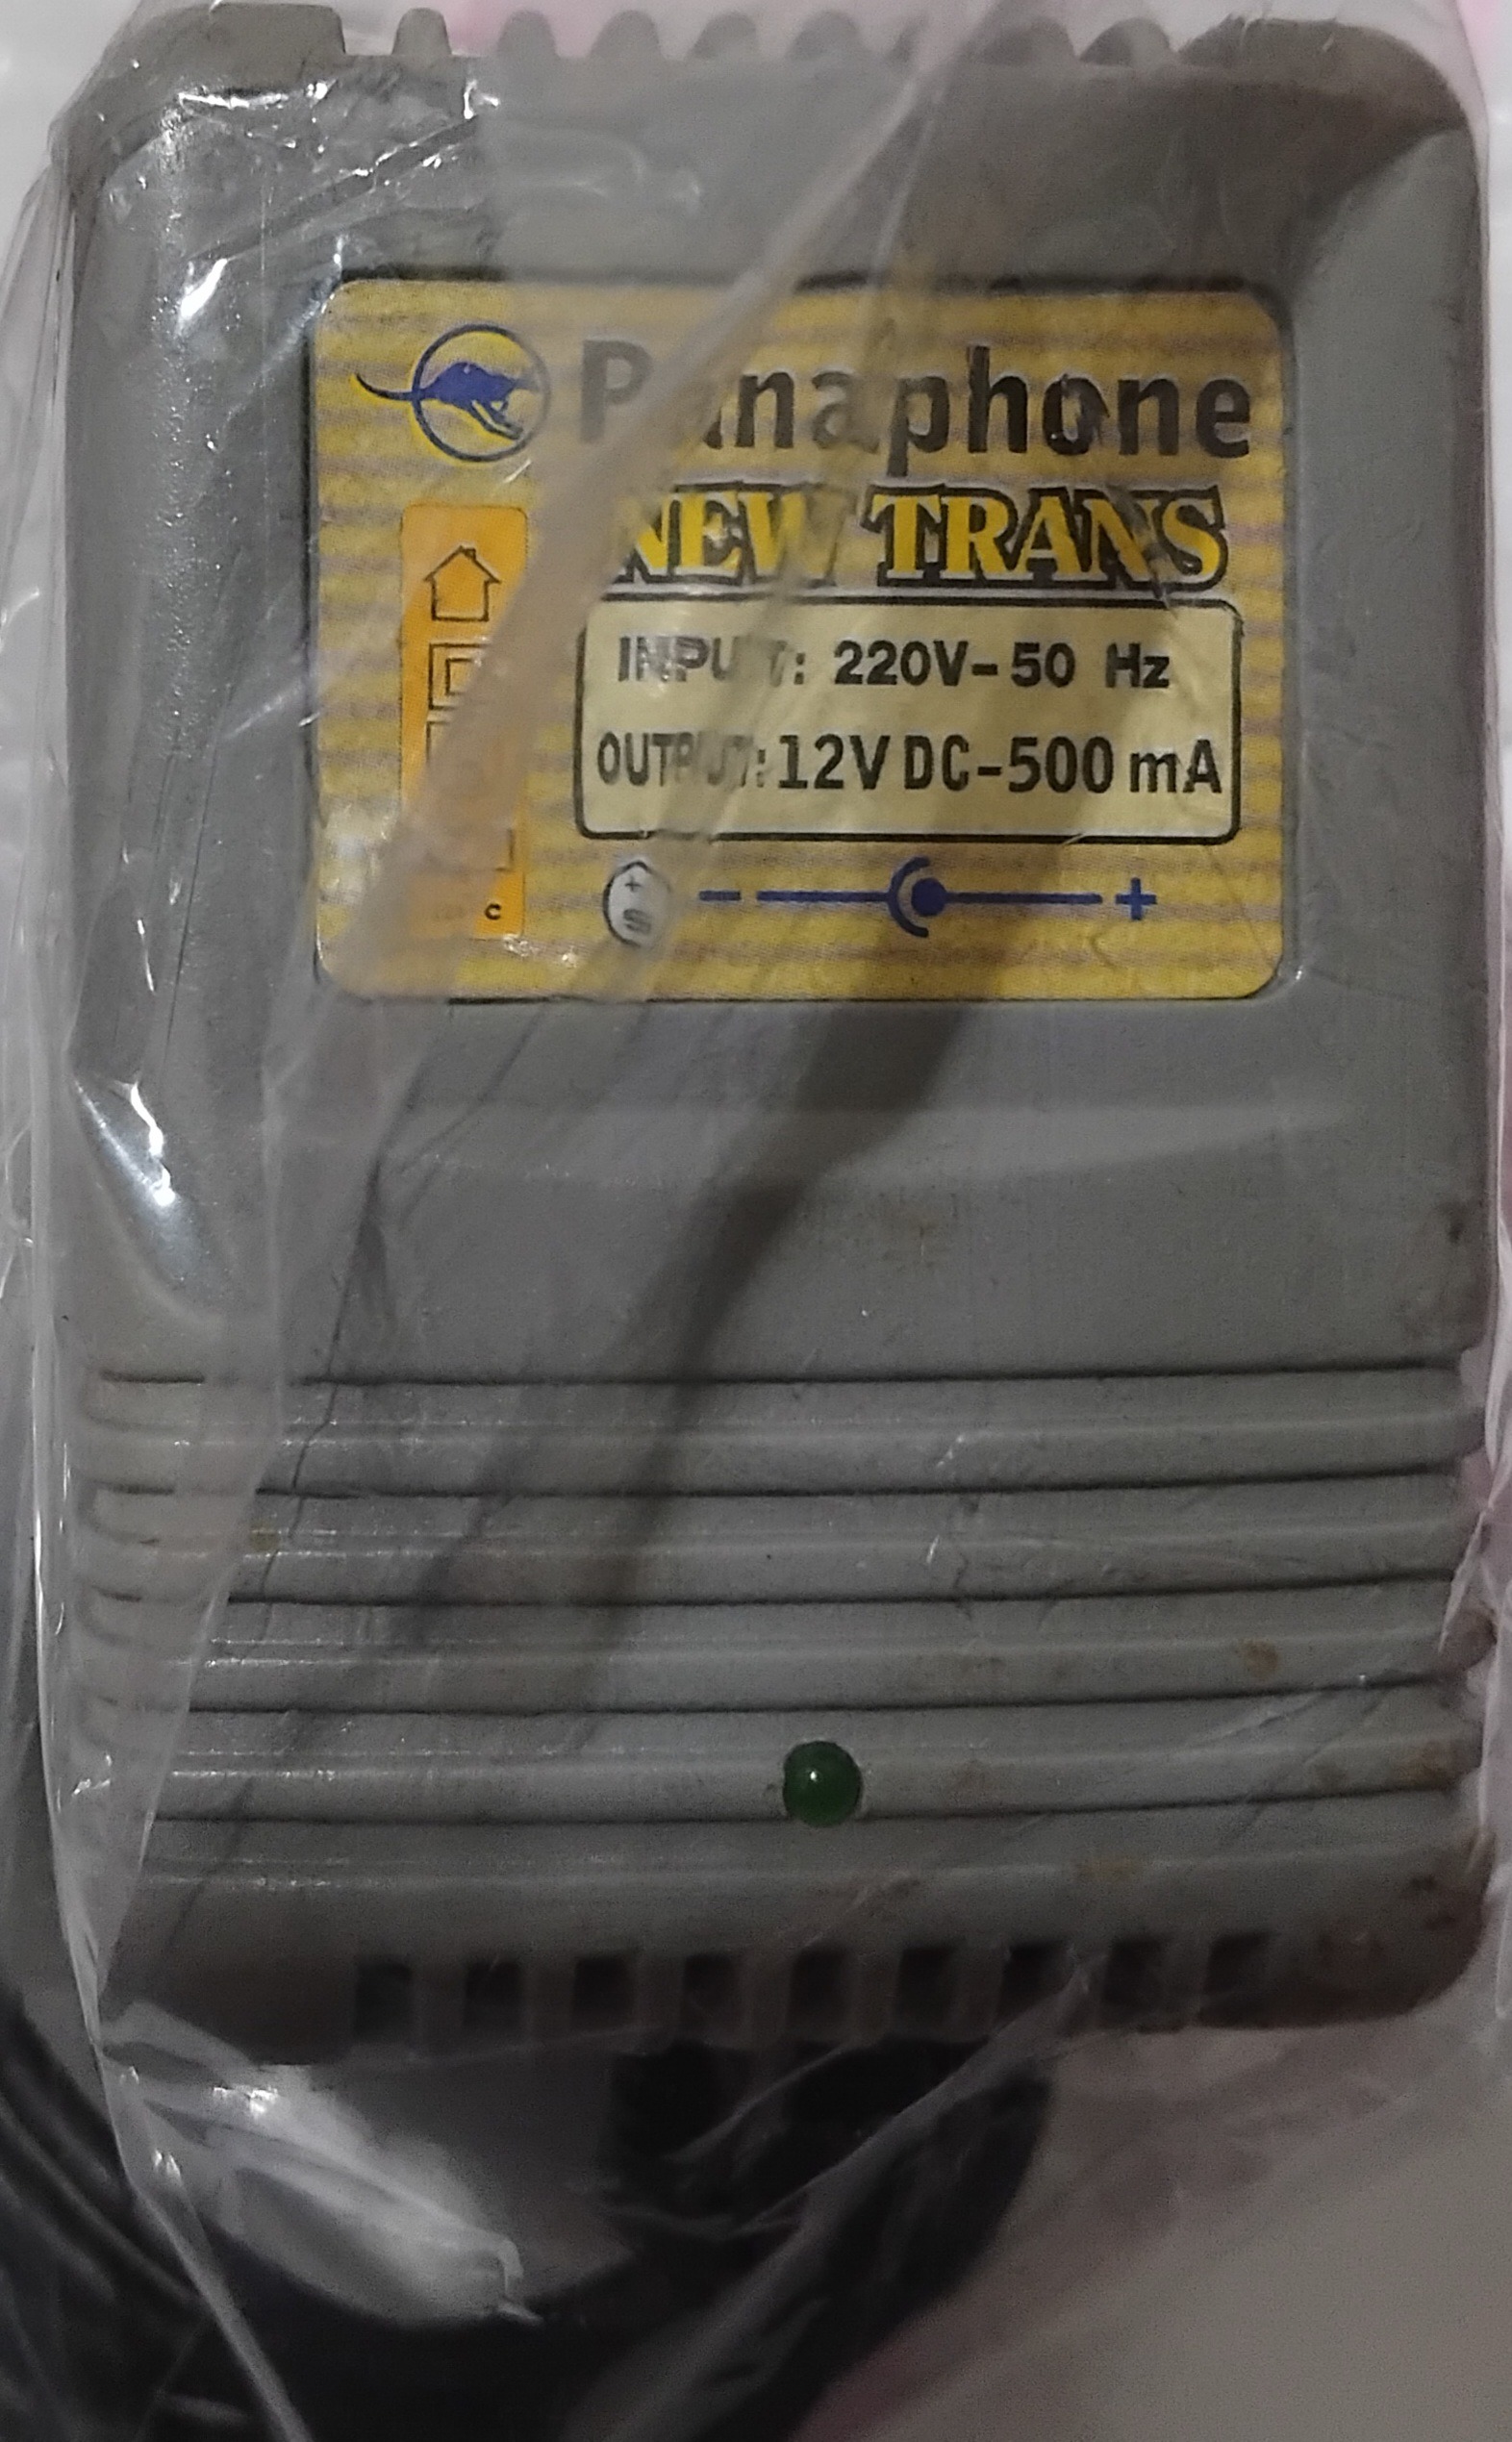 Panaphone
NEW TRANS
INPUT: 220V-50 Hz
OUTPUT:12V DC-500 mA
- +